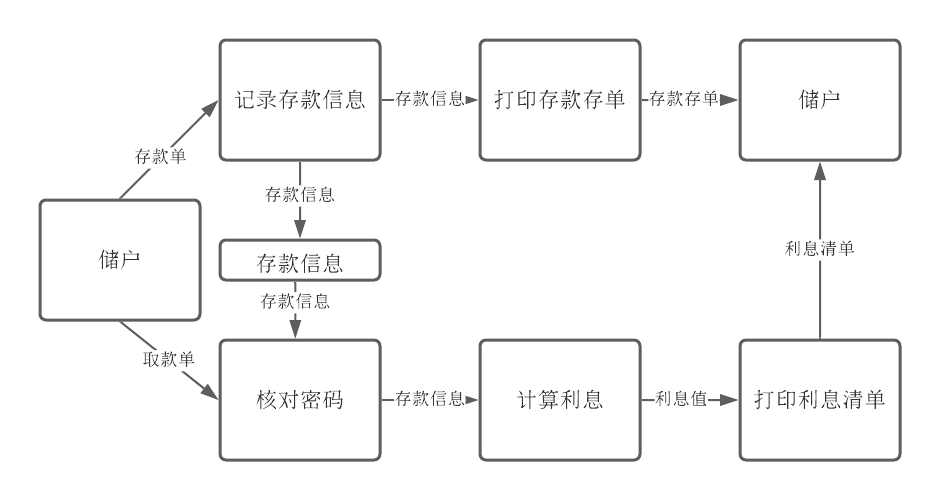 记录存款信息
存款信息
打印存款存单
存款存单
储户
存款单
存款信息
储户
存款信息
利息清单
存款信息
取款单
核对密码
存款信息
计算利息
利息值
打印利息清单